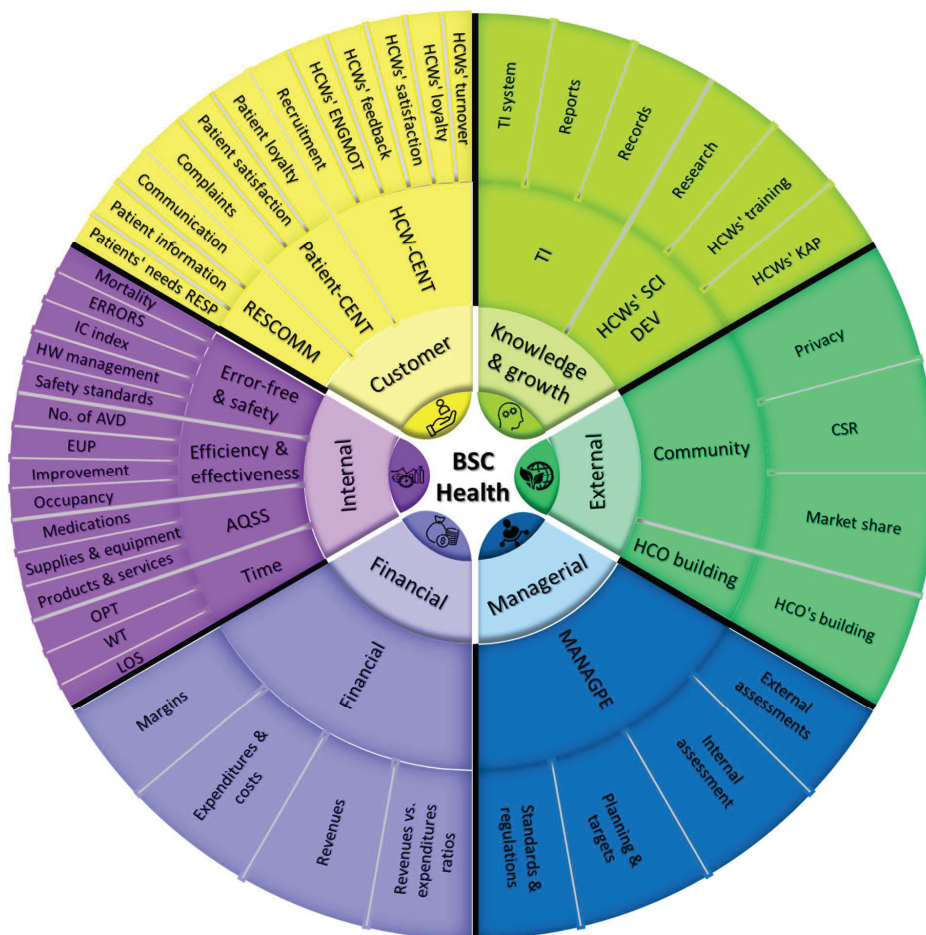 BSC
Health
Customer
RESCOMM
Patients' needs RESP
Patient information
Communication
Complaints
Patient-CENT
Patient satisfaction
Patient loyalty
HCW-CENT
Recruitment
HCWs' ENGMOT
HCWs' feedback
HCWs' satisfaction
HCWs' loyalty
HCWs' turnover
Knowledge
& growth
TI
TI system
Reports
Records
HCWs' SCI
DEV
Research
HCWs' training
HCWs' KAP
External
Community
Privacy
CSR
Market share
HCO building
HCO's building
Managerial
MANAGPE
External
assessments
Internal
assessment
Planning &
targets
Standards &
regulations
Financial
Financial
Revenues vs.
expenditures
ratios
Revenues
Expenditures &
costs
Margins
Internal
Time
LOS
WT
OPT
AQSS
Products & services
Supplies & equipment
Medications
Efficiency &
effectiveness
Occupancy
Improvement
EUP
No. of AVD
Error-free
& safety
Safety standards
HW management
IC index
ERRORS
Mortality